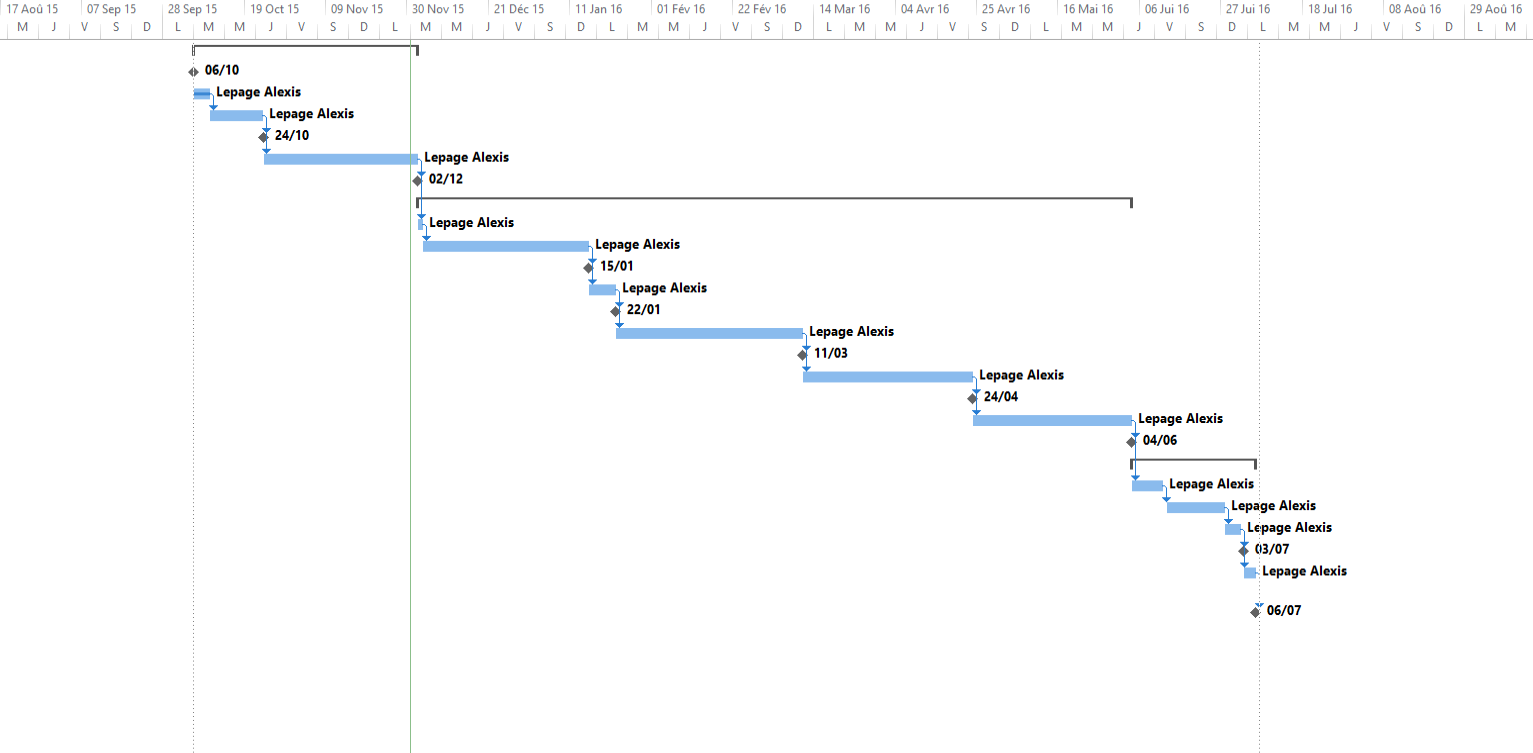 17 Aoû 15 07 Sep 15 28 Sep 15 19 Oct 15 09 Nov 15 30 Nov 15 21 Déc 15 11 Jan 16 01 Fév 16 22 Fév 16 14 Mar 16 04 Avr 16 25 Avr 16 16 Mai 16 06 Jui 16 27 Jui 16 18 Jul 16 08 Aoû 16 29 Aoû 16
M J V S D L M M J V S D L M M J V S D L M M J V S D L M M J V S D L M M J V S D L M M J V S D L M
06/10
Lepage Alexis
Lepage Alexis
24/10
Lepage Alexis
02/12
Lepage Alexis
Lepage Alexis
15/01
Lepage Alexis
22/01
Lepage Alexis
11/03
Lepage Alexis
24/04
Lepage Alexis
04/06
Lepage Alexis
Lepage Alexis
Lepage Alexis
03/07
Lepage Alexis
06/07